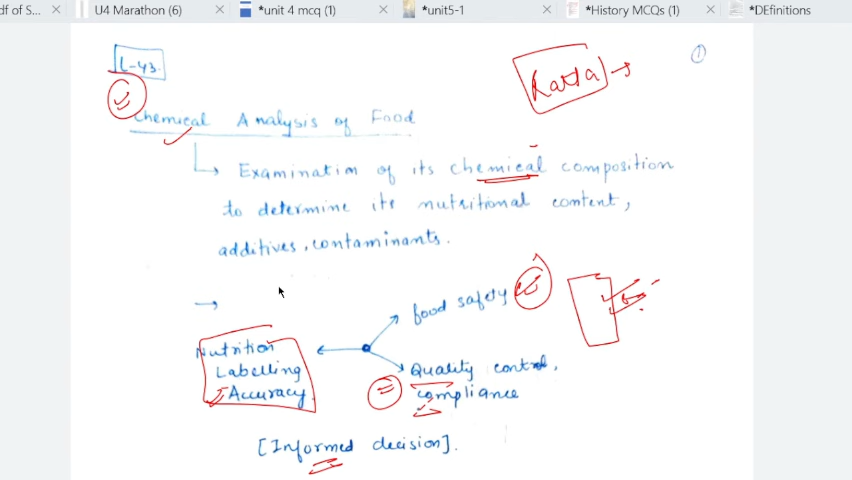 df of S...
U4 Marathon (6)
*unit 4 mcq (1)
*unit5-1
*History MCQs (1)
*DEfinitions
L-43.
1
Chemical Analysis of Food
Examination of its chemical composition
to determine its nutritional content,
additives, contaminants.
food safety
Nutrition
Labelling
Accuracy
Quality control,
compliance
[Informed decision].